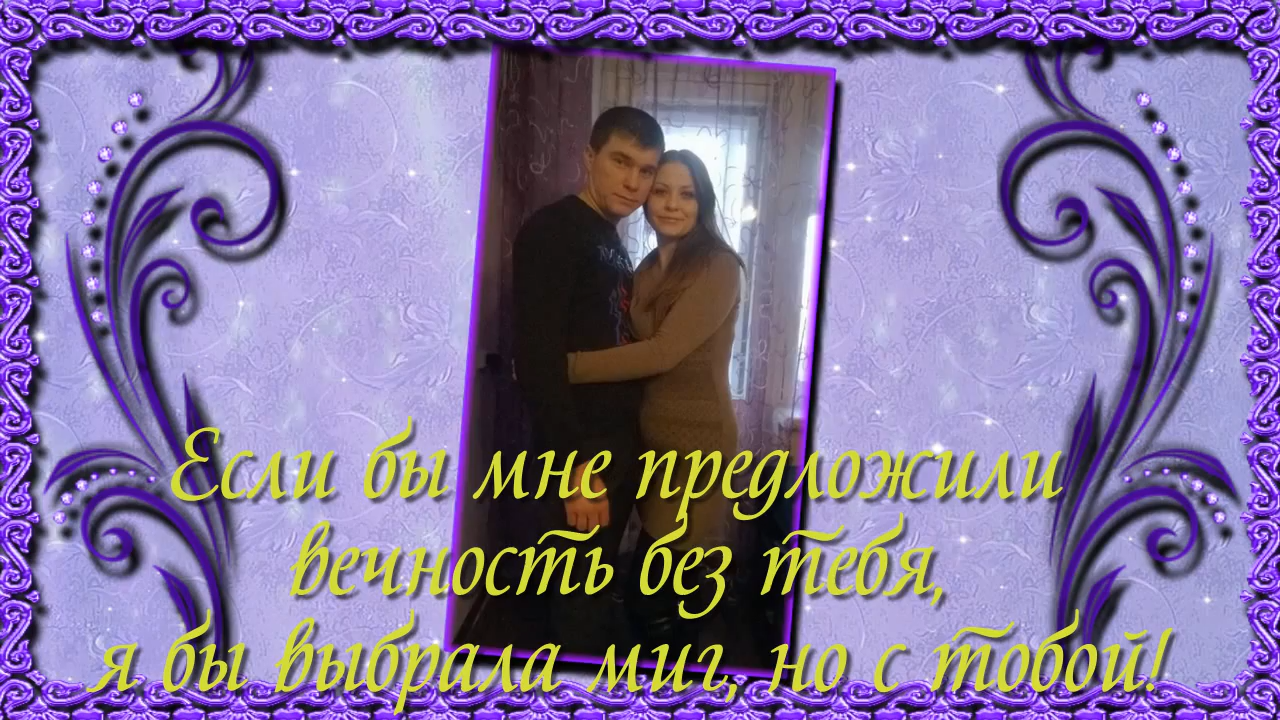 Если бы мне предложили
вечность без тебя,
я бы выбрала миг, но с тобой!